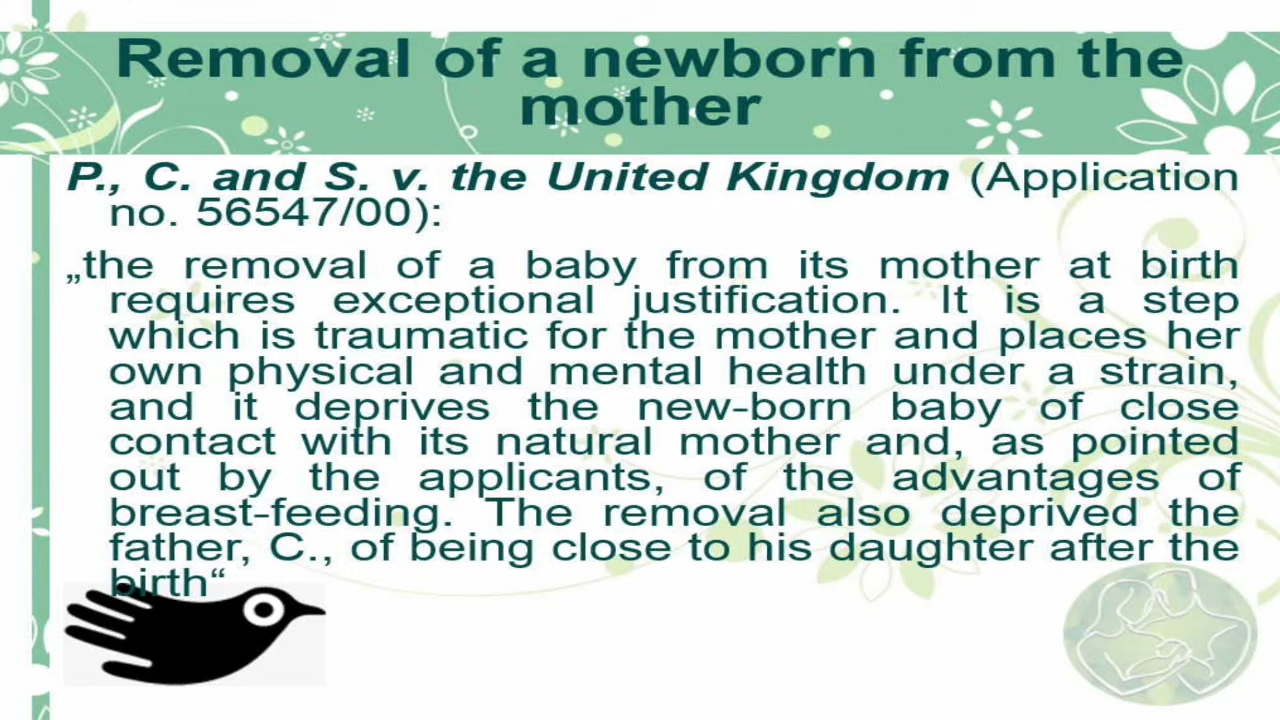 Removal of a newborn from the
mother
P., C. and S. v. the United Kingdom (Application
no. 56547/00):
„the removal of a baby from its mother at birth
requires exceptional justification. It is a step
which is traumatic for the mother and places her
own physical and mental health under a strain,
and it deprives the new-born baby of close
contact with its natural mother and, as pointed
out by the applicants, of the advantages of
breast-feeding. The removal also deprived the
father, C., of being close to his daughter after the
birth“